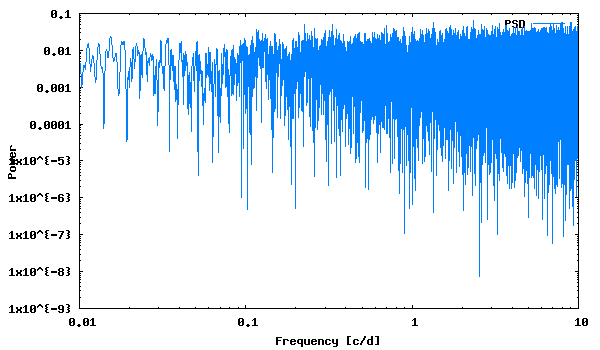 0.1
PSD
0.01
0.001
0.0001
1x10^{-5}
1x10^{-6}
1x10^{-7}
1x10^{-8}
1x10^{-9}
Power
0.01 0.1 1 10
Frequency [c/d]